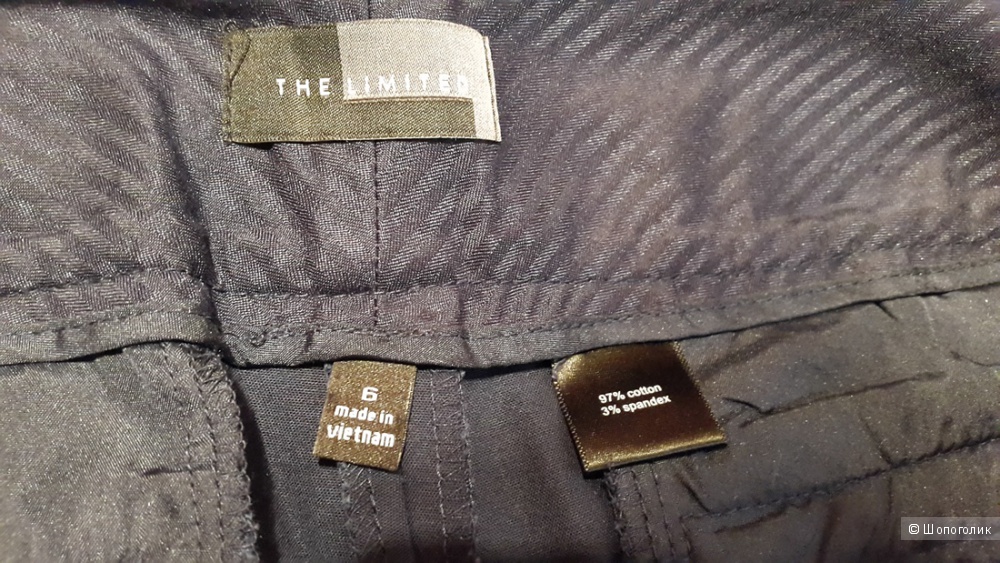 THE LIMITED
6
made in
vietnam
97% cotton
3% spandex
© Шопоголик